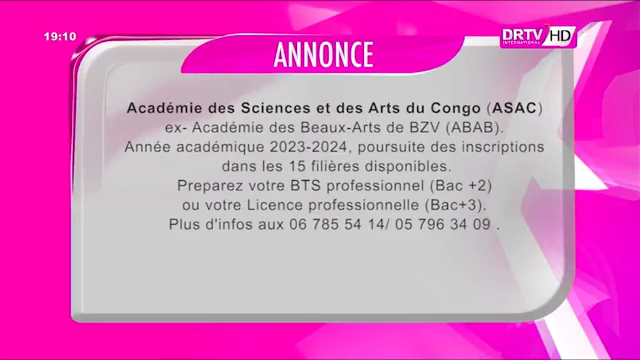 19:10
DRTV HD
INTERNATIONAL
ANNONCE
Académie des Sciences et des Arts du Congo (ASAC)
ex- Académie des Beaux-Arts de BZV (ABAB).
Année académique 2023-2024, poursuite des inscriptions
dans les 15 filières disponibles.
Preparez votre BTS professionnel (Bac +2)
ou votre Licence professionnelle (Bac+3).
Plus d'infos aux 06 785 54 14/ 05 796 34 09 .